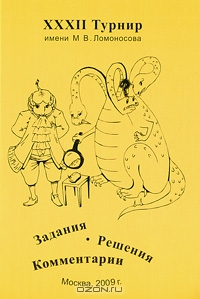 XXXII Турнир
имени М. В. Ломоносова
Задания
• Решения
Комментарии
Москва, 2009 г.
ozon.ru